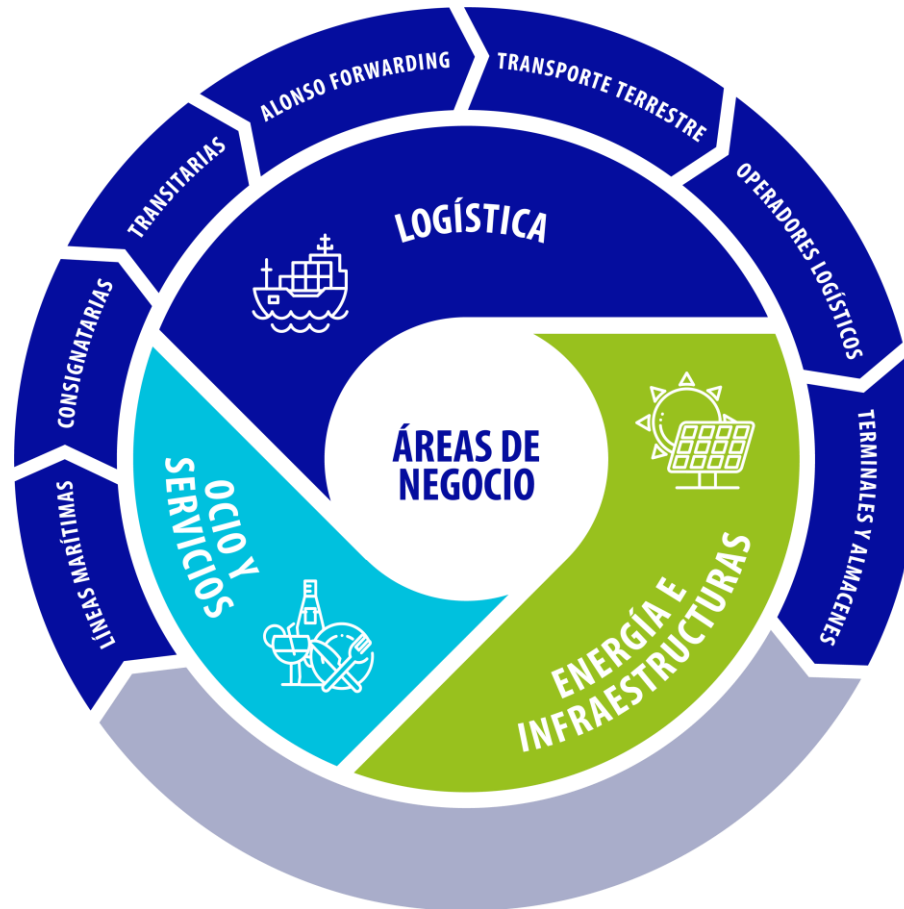 LÍNEAS MARÍTIMAS
CONSIGNATARIAS
TRANSITARIAS
ALONSO FORWARDING
TRANSPORTE TERRESTRE
OPERADORES LOGÍSTICOS
TERMINALES Y ALMACENES
LOGÍSTICA
ÁREAS DE
NEGOCIO
OCIO Y
SERVICIOS
ENERGÍA E
INFRAESTRUCTURAS